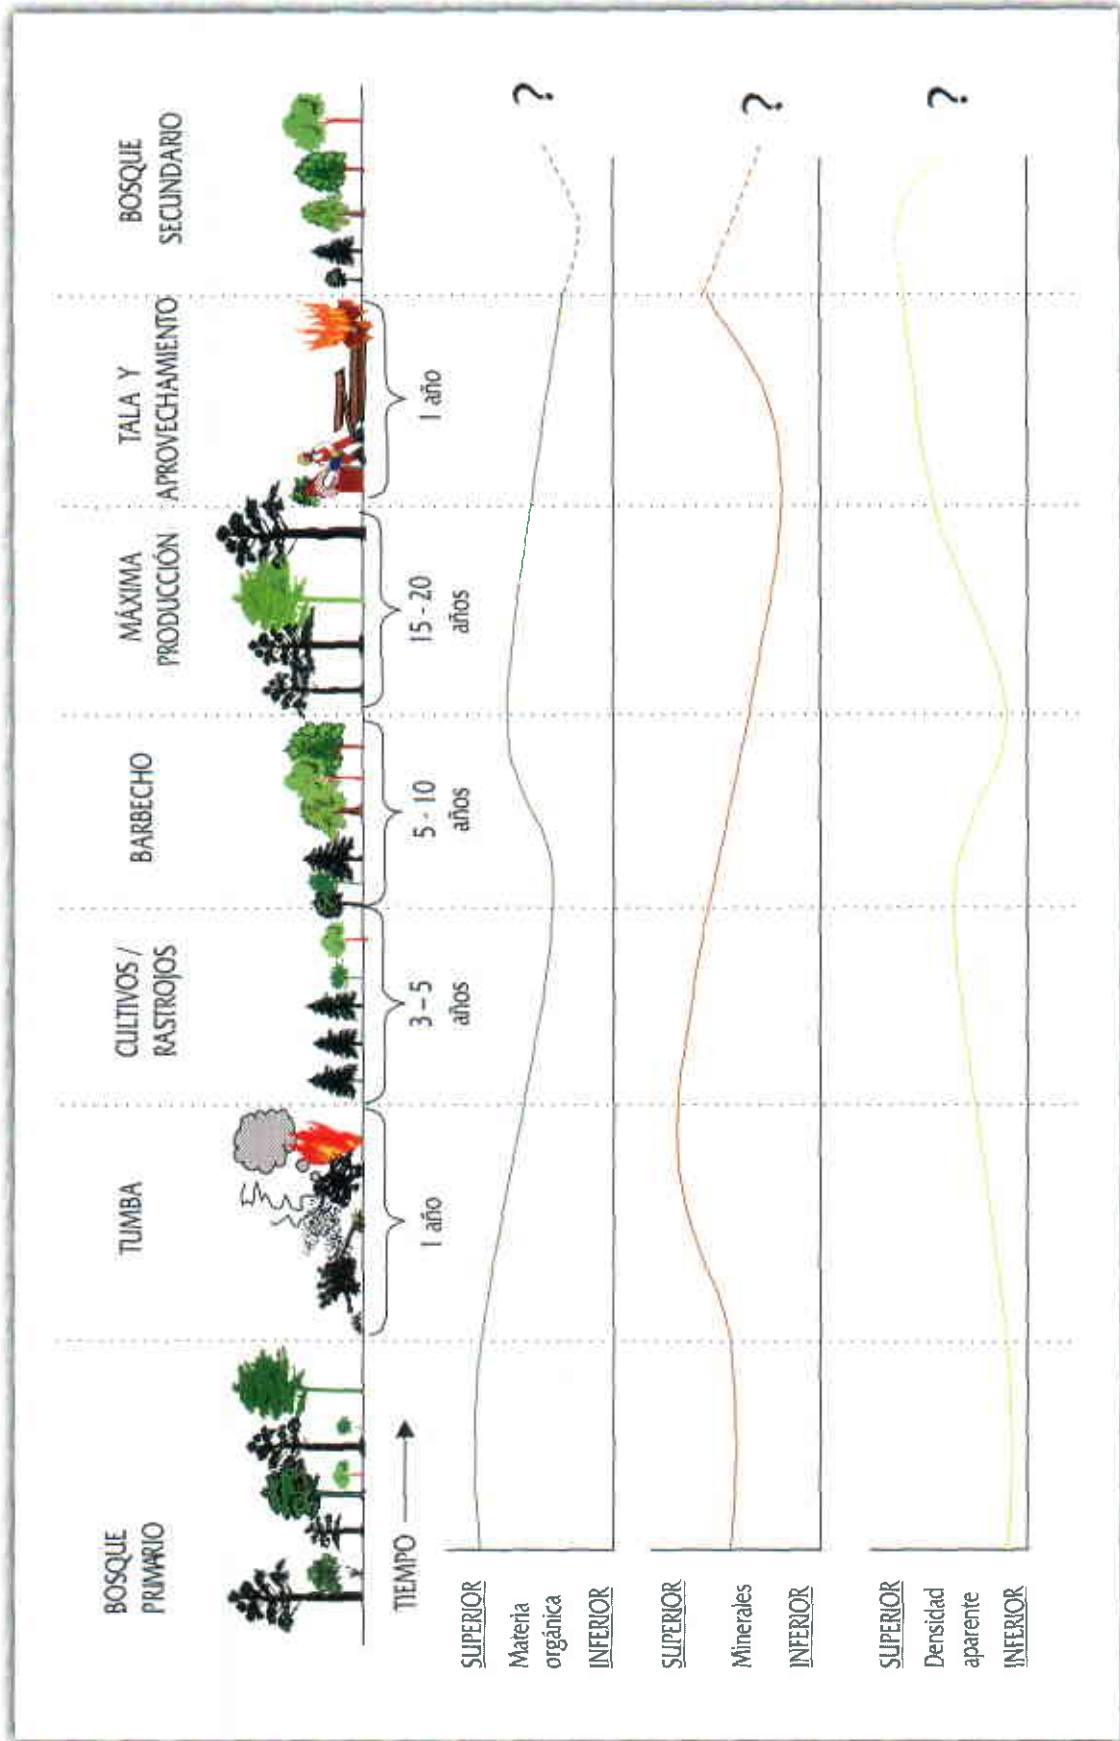 BOSQUE
PRIMARIO
TUMBA
CULTIVOS /
RASTROJOS
BARBECHO
MÁXIMA
PRODUCCIÓN
TALA Y
APROVECHAMIENTO
BOSQUE
SECUNDARIO
TIEMPO
1 año
3 – 5
años
5 - 10
años
15 - 20
años
1 año
SUPERIOR
Materia
orgánica
INFERIOR
?
SUPERIOR
Minerales
INFERIOR
?
SUPERIOR
Densidad
aparente
INFERIOR
?